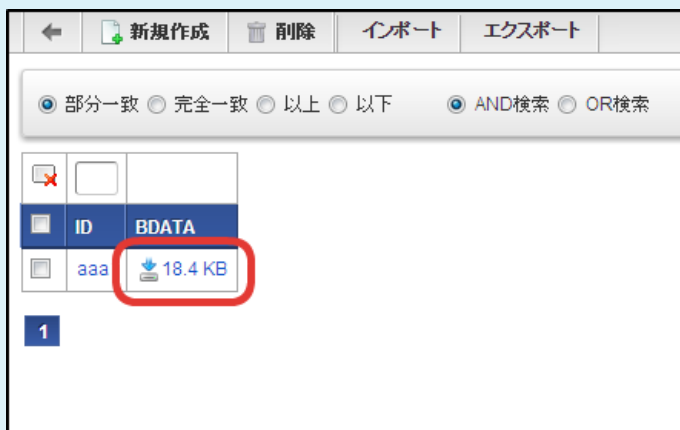 新規作成 削除 インポート エクスポート
部分一致 完全一致 以上 以下 AND検索 OR検索
ID BDATA
aaa 18.4 KB
1